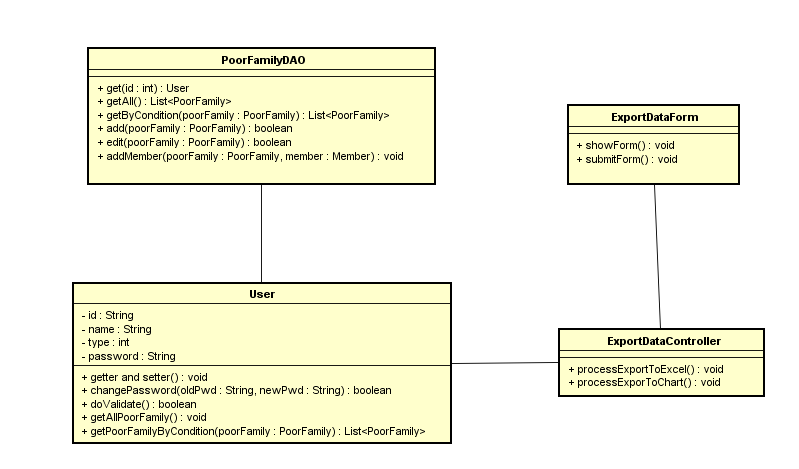 PoorFamilyDAO
+ get(id : int) : User
+ getAll() : List<PoorFamily>
+ getByCondition(poorFamily : PoorFamily) : List<PoorFamily>
+ add(poorFamily : PoorFamily) : boolean
+ edit(poorFamily : PoorFamily) : boolean
+ addMember(poorFamily : PoorFamily, member : Member) : void
ExportDataForm
+ showForm() : void
+ submitForm() : void
User
- id : String
- name : String
- type : int
- password : String
+ getter and setter() : void
+ changePassword(oldPwd : String, newPwd : String) : boolean
+ doValidate() : boolean
+ getAllPoorFamily() : void
+ getPoorFamilyByCondition(poorFamily : PoorFamily) : List<PoorFamily>
ExportDataController
+ processExportToExcel() : void
+ processExporToChart() : void